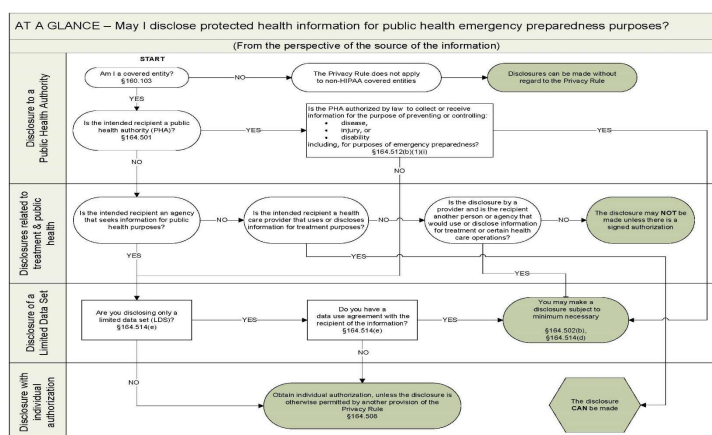 AT A GLANCE – May I disclose protected health information for public health emergency preparedness purposes?
(From the perspective of the source of the information)
Disclosure to a
Public Health Authority
START
Am I a covered entity?
§160.103
NO
The Privacy Rule does not apply
to non-HIPAA covered entities
Disclosures can be made without
regard to the Privacy Rule
YES
Is the intended recipient a public
health authority (PHA)?
§164.501
YES
Is the PHA authorized by law to collect or receive
information for the purpose of preventing or controlling:
• disease,
• injury, or
• disability
including, for purposes of emergency preparedness?
§164.512(b)(1)(i)
YES
NO
NO
Disclosures related to
treatment & public
health
Is the intended recipient an agency
that seeks information for public
health purposes?
NO
Is the intended recipient a health
care provider that uses or discloses
information for treatment purposes?
NO
Is the disclosure by a
provider and is the recipient
another person or agency that
would use or disclose information
for treatment or certain health
care operations?
NO
The disclosure may NOT be
made unless there is a
signed authorization
YES
YES
YES
Disclosure of a
Limited Data Set
Are you disclosing only a
limited data set (LDS)?
§164.514(e)
YES
Do you have a
data use agreement with the
recipient of the information?
§164.514(e)
YES
You may make a
disclosure subject to
minimum necessary
§164.502(b),
§164.514(d)
NO
NO
Disclosure with
individual
authorization
Obtain individual authorization, unless the disclosure is
otherwise permitted by another provision of the
Privacy Rule
§164.508
The disclosure
CAN be made